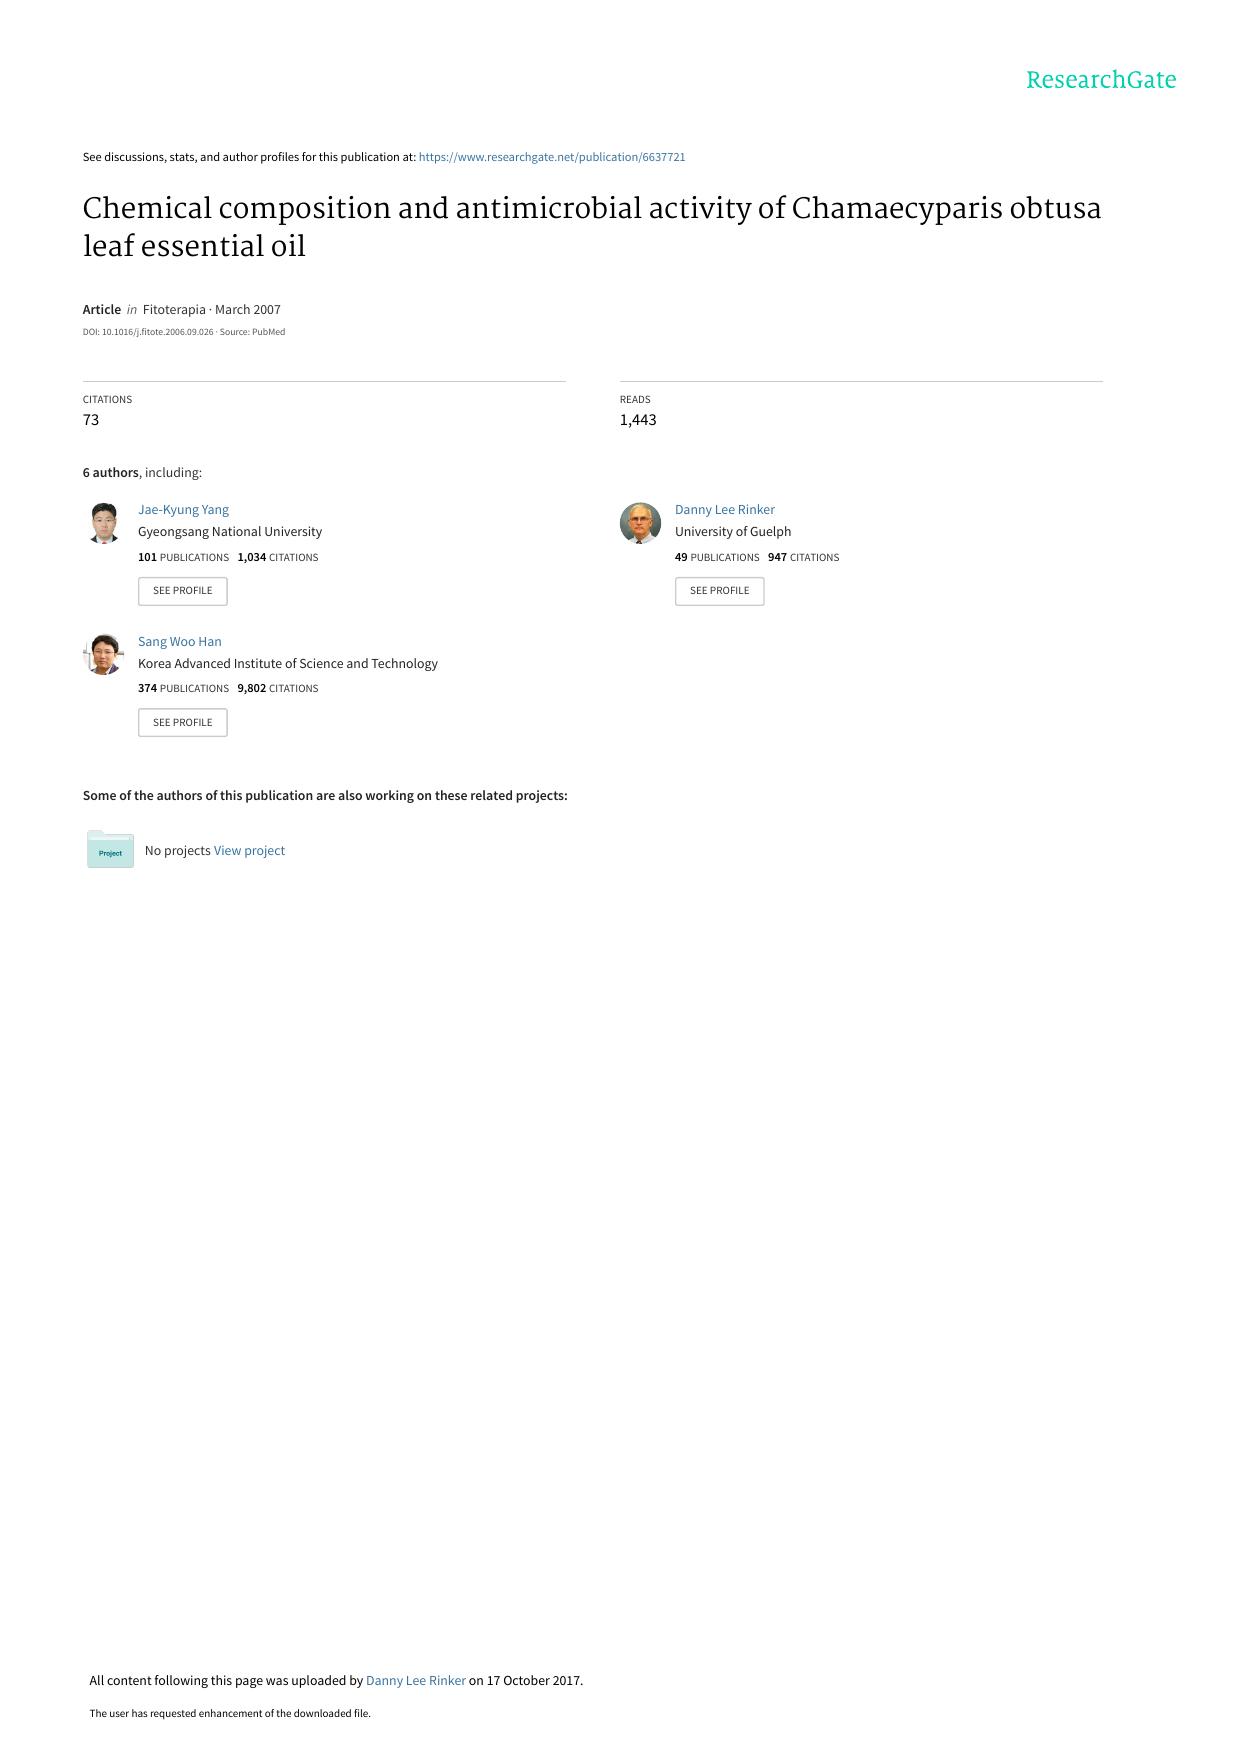 ResearchGate
See discussions, stats, and author profiles for this publication at: https://www.researchgate.net/publication/6637721
Chemical composition and antimicrobial activity of Chamaecyparis obtusa
leaf essential oil
Article in Fitoterapia · March 2007
DOI: 10.1016/j.fitote.2006.09.026 · Source: PubMed
CITATIONS
73
READS
1,443
6 authors, including:
Jae-Kyung Yang
Gyeongsang National University
101 PUBLICATIONS 1,034 CITATIONS
SEE PROFILE
Danny Lee Rinker
University of Guelph
49 PUBLICATIONS 947 CITATIONS
SEE PROFILE
Sang Woo Han
Korea Advanced Institute of Science and Technology
374 PUBLICATIONS 9,802 CITATIONS
SEE PROFILE
Some of the authors of this publication are also working on these related projects:
Project
No projects View project
All content following this page was uploaded by Danny Lee Rinker on 17 October 2017.
The user has requested enhancement of the downloaded file.